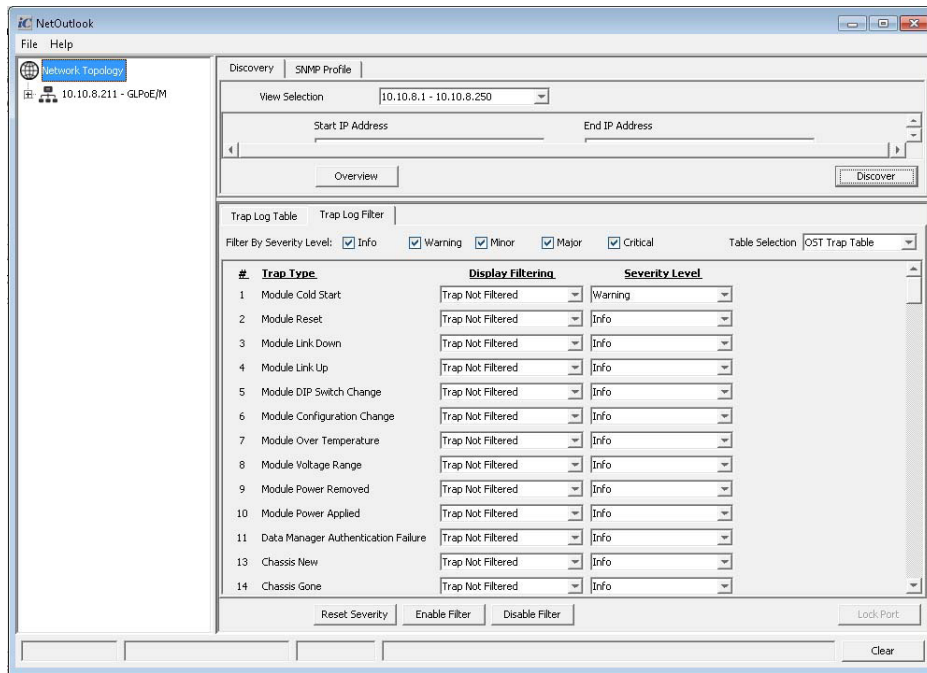 iC NetOutlook
File Help
Network Topology
10.10.8.211 - GLPoE/M
Discovery SNMP Profile
View Selection 10.10.8.1 - 10.10.8.250
Start IP Address End IP Address
Overview Discover
Trap Log Table Trap Log Filter
Filter By Severity Level: Info Warning Minor Major Critical Table Selection OST Trap Table
# Trap Type Display Filtering Severity Level
1 Module Cold Start Trap Not Filtered Warning
2 Module Reset Trap Not Filtered Info
3 Module Link Down Trap Not Filtered Info
4 Module Link Up Trap Not Filtered Info
5 Module DIP Switch Change Trap Not Filtered Info
6 Module Configuration Change Trap Not Filtered Info
7 Module Over Temperature Trap Not Filtered Info
8 Module Voltage Range Trap Not Filtered Info
9 Module Power Removed Trap Not Filtered Info
10 Module Power Applied Trap Not Filtered Info
11 Data Manager Authentication Failure Trap Not Filtered Info
13 Chassis New Trap Not Filtered Info
14 Chassis Gone Trap Not Filtered Info
Reset Severity Enable Filter Disable Filter Lock Port
Clear